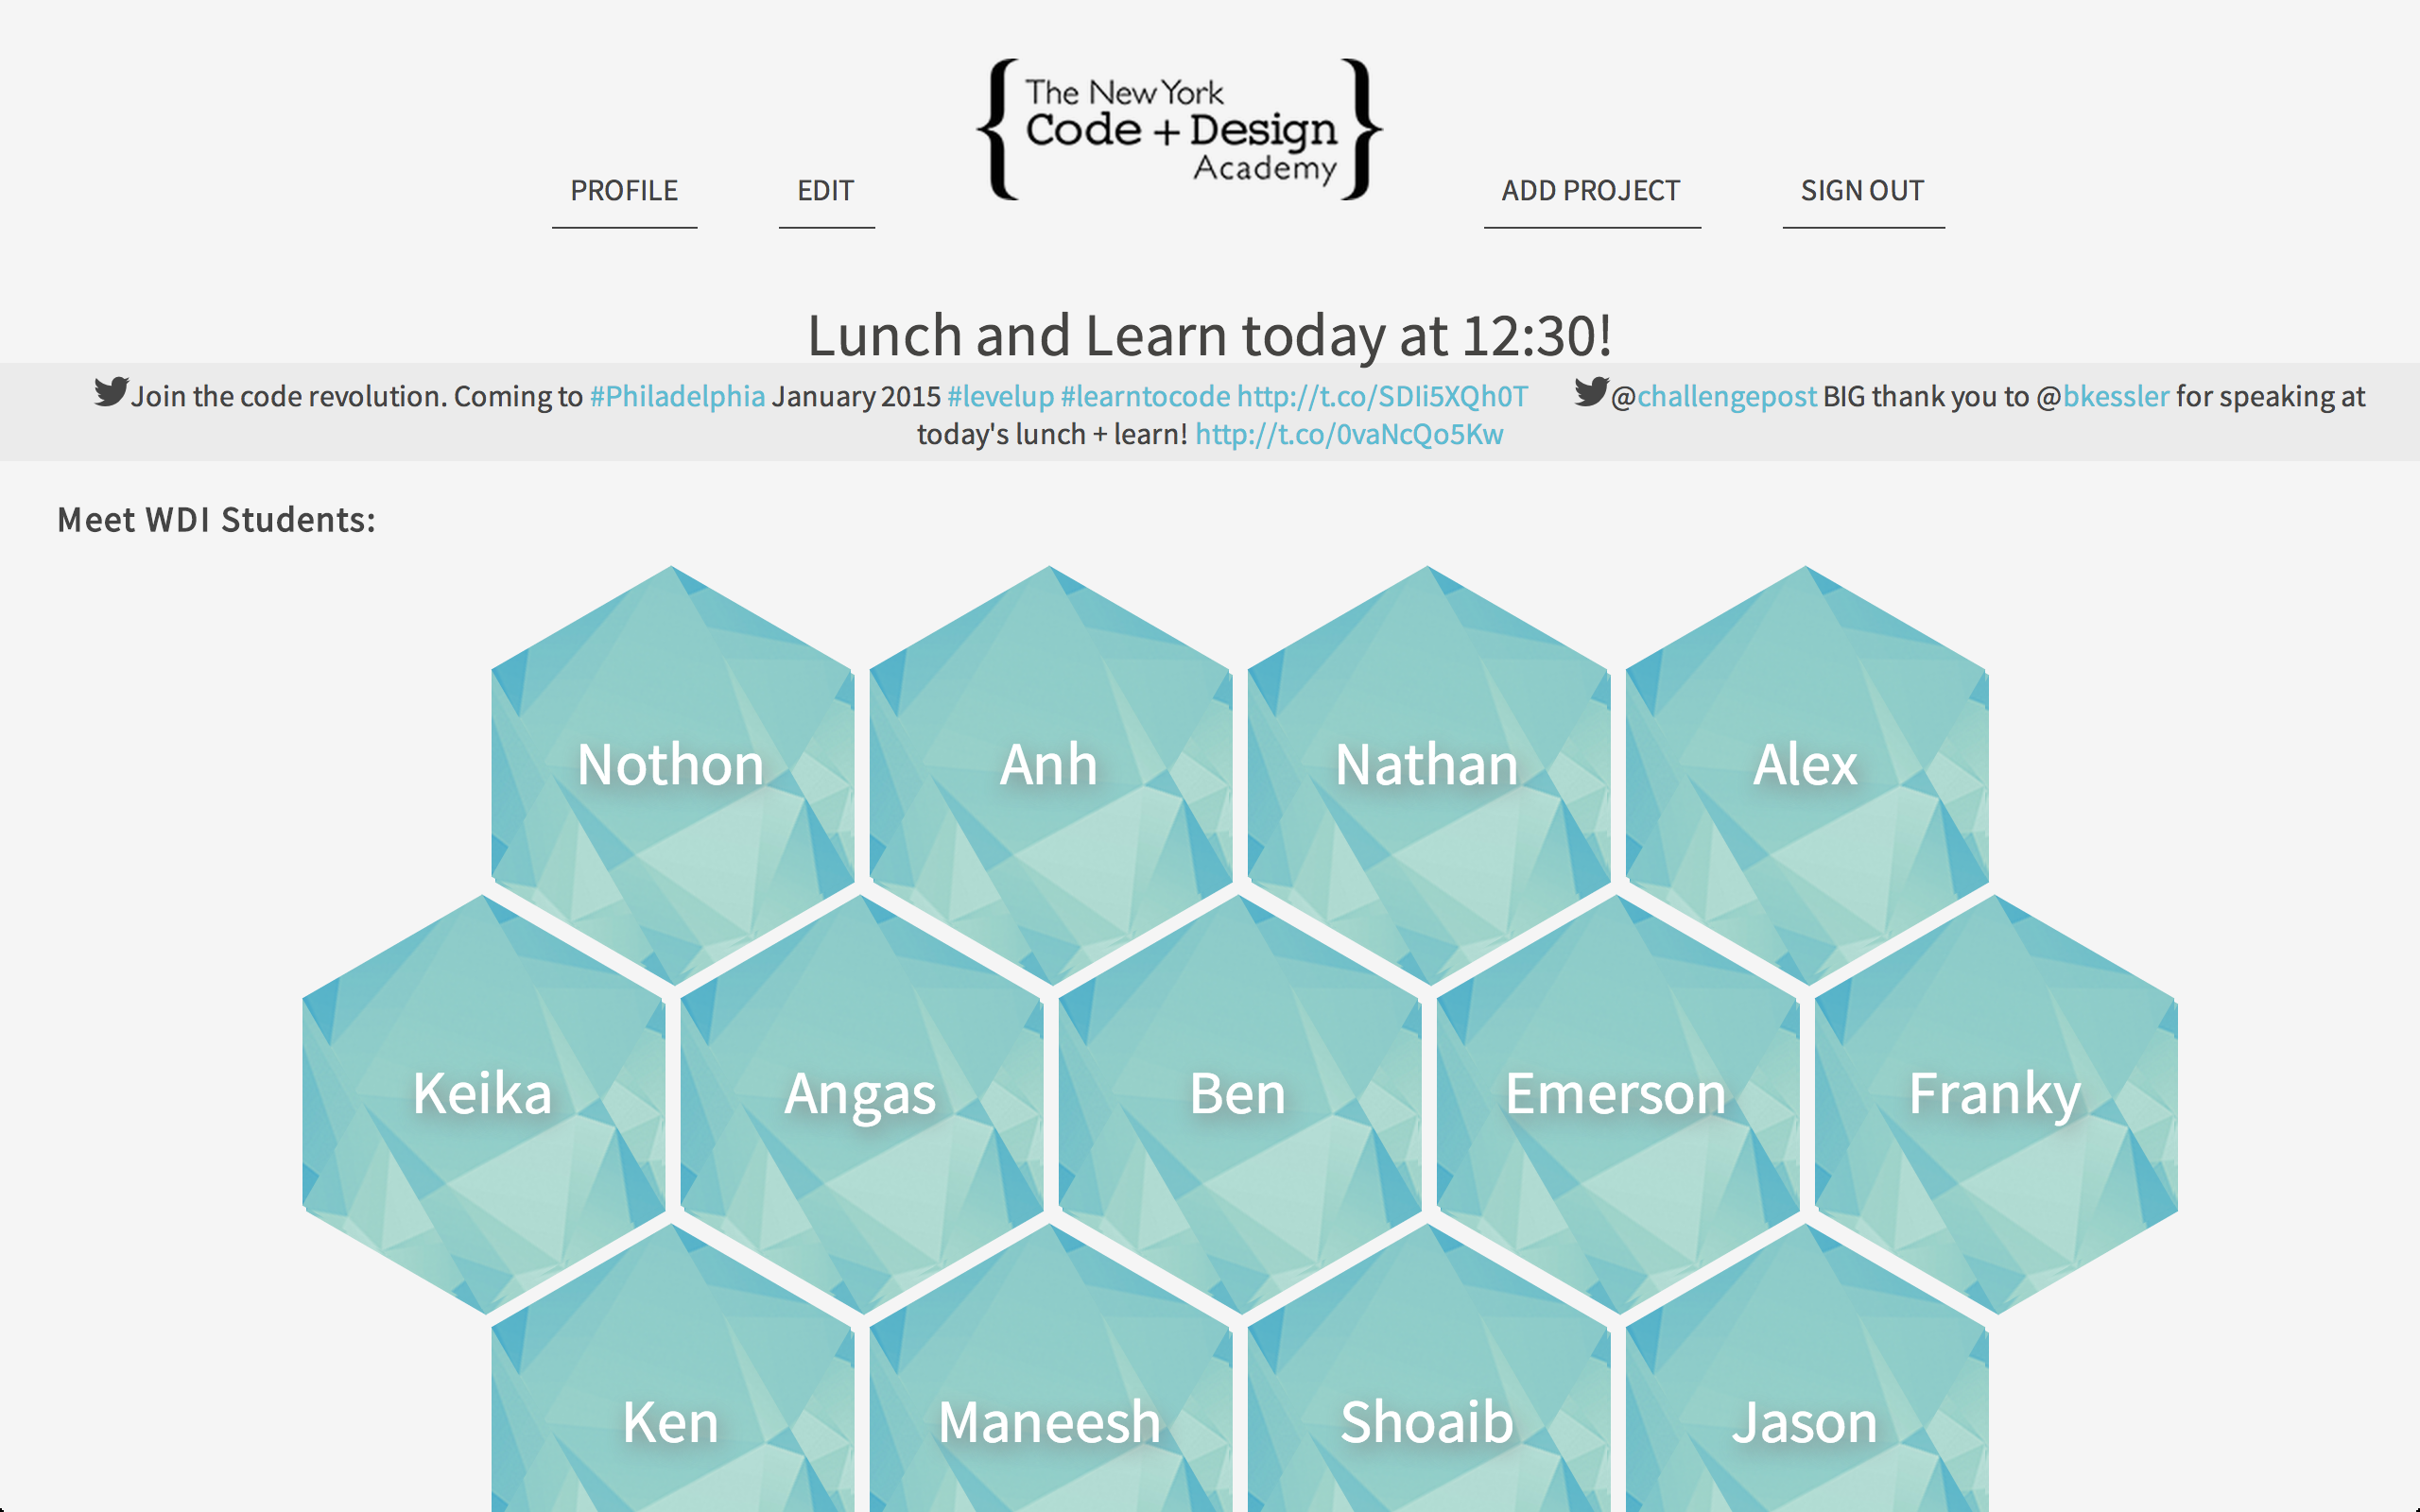 The New York
Code + Design
Academy
PROFILE
EDIT
ADD PROJECT
SIGN OUT
Lunch and Learn today at 12:30!
Join the code revolution. Coming to #Philadelphia January 2015 #levelup #learntocode http://t.co/SDIi5XQh0T @challengepost BIG thank you to @bkessler for speaking at
today's lunch + learn! http://t.co/0vaNcQo5Kw
Meet WDI Students:
Nothon
Anh
Nathan
Alex
Keika
Angas
Ben
Emerson
Franky
Ken
Maneesh
Shoaib
Jason